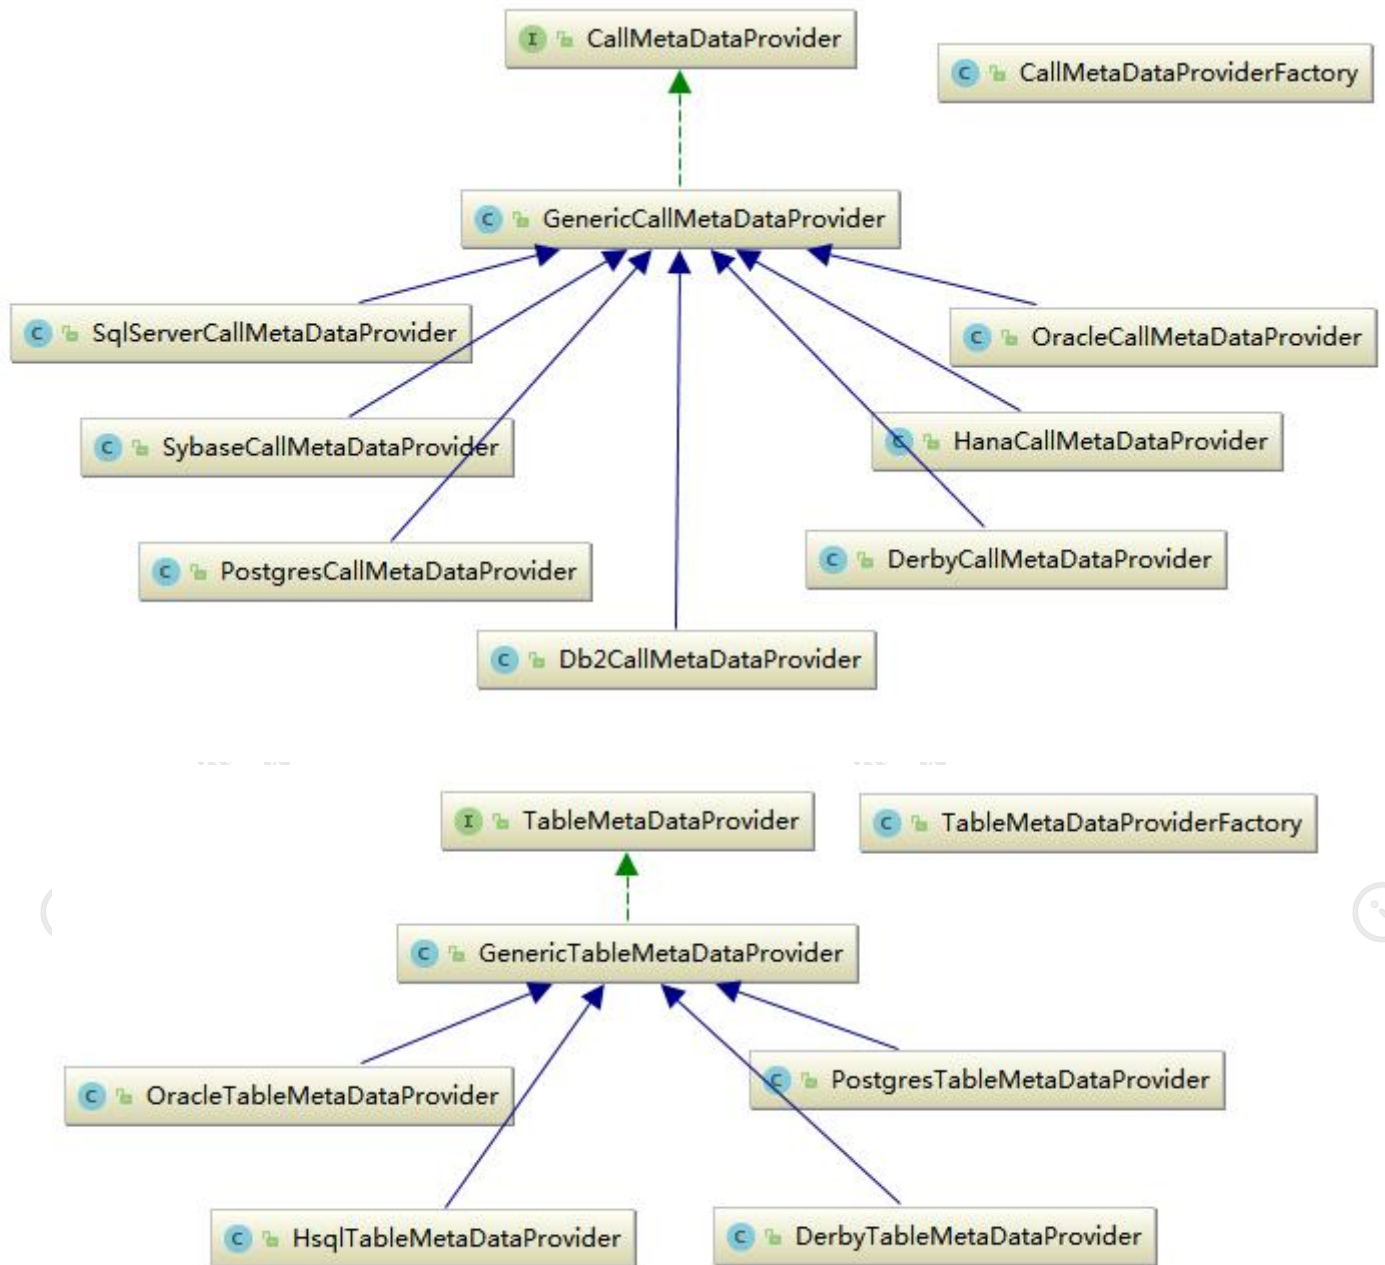 CallMetaDataProvider
CallMetaDataProviderFactory
GenericCallMetaDataProvider
SqlServerCallMetaDataProvider
OracleCallMetaDataProvider
SybaseCallMetaDataProvider
HanaCallMetaDataProvider
PostgresCallMetaDataProvider
DerbyCallMetaDataProvider
Db2CallMetaDataProvider
TableMetaDataProvider
TableMetaDataProviderFactory
GenericTableMetaDataProvider
OracleTableMetaDataProvider
PostgresTableMetaDataProvider
HsqlTableMetaDataProvider
DerbyTableMetaDataProvider